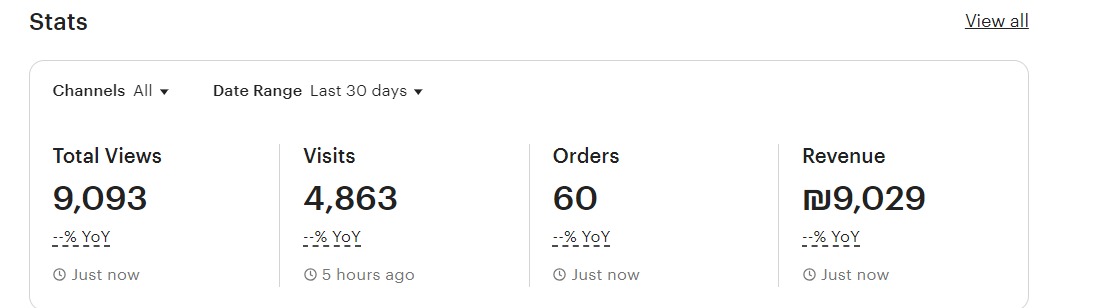 Stats
View all
Channels All
Date Range Last 30 days
Total Views
9,093
--% YoY
Just now
Visits
4,863
--% YoY
5 hours ago
Orders
60
--% YoY
Just now
Revenue
₪9,029
--% YoY
Just now